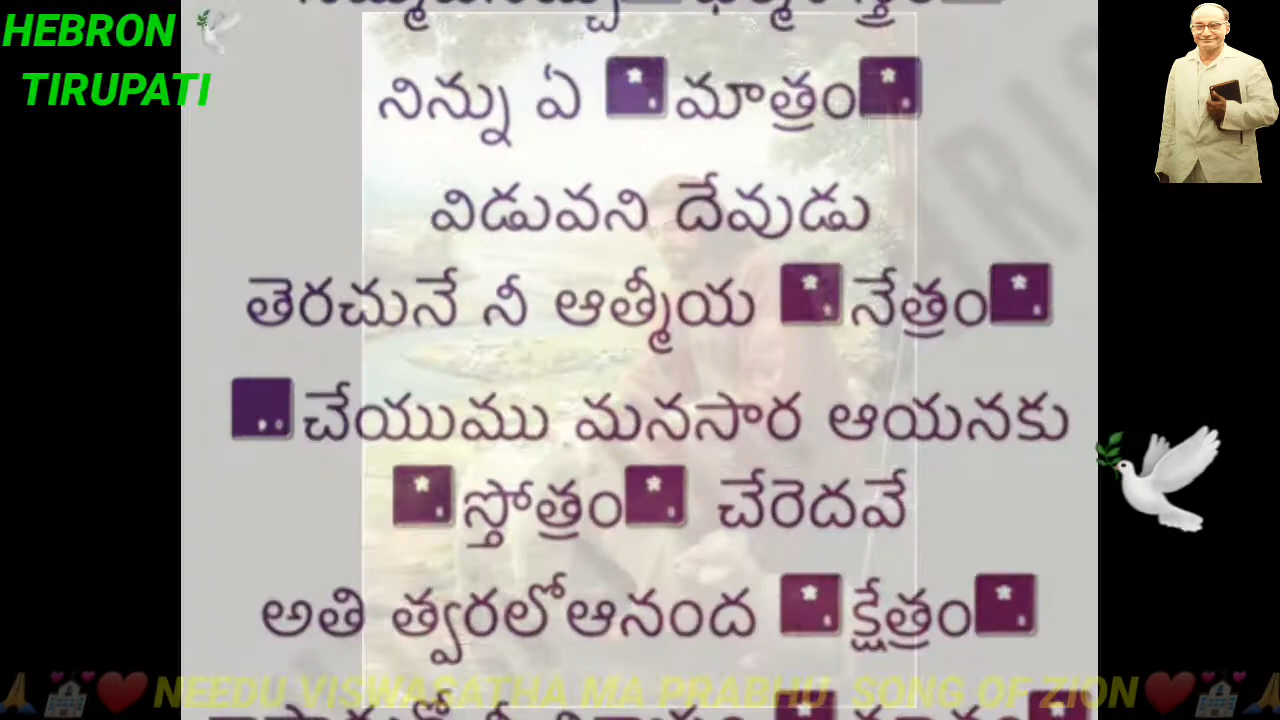 HEBRON 🕊️
TIRUPATI
నిన్ను ఏ మాత్రం
విడువని దేవుడు
తెరచునే నీ ఆత్మీయ నేత్రం
చేయుము మనసార ఆయనకు
స్తోత్రం చేరెదవే
అతి త్వరలోఆనంద క్షేత్రం
🙏💒❤️NEEDU VISWASATHA MA PRABHU SONG OF ZION❤️💒🙏